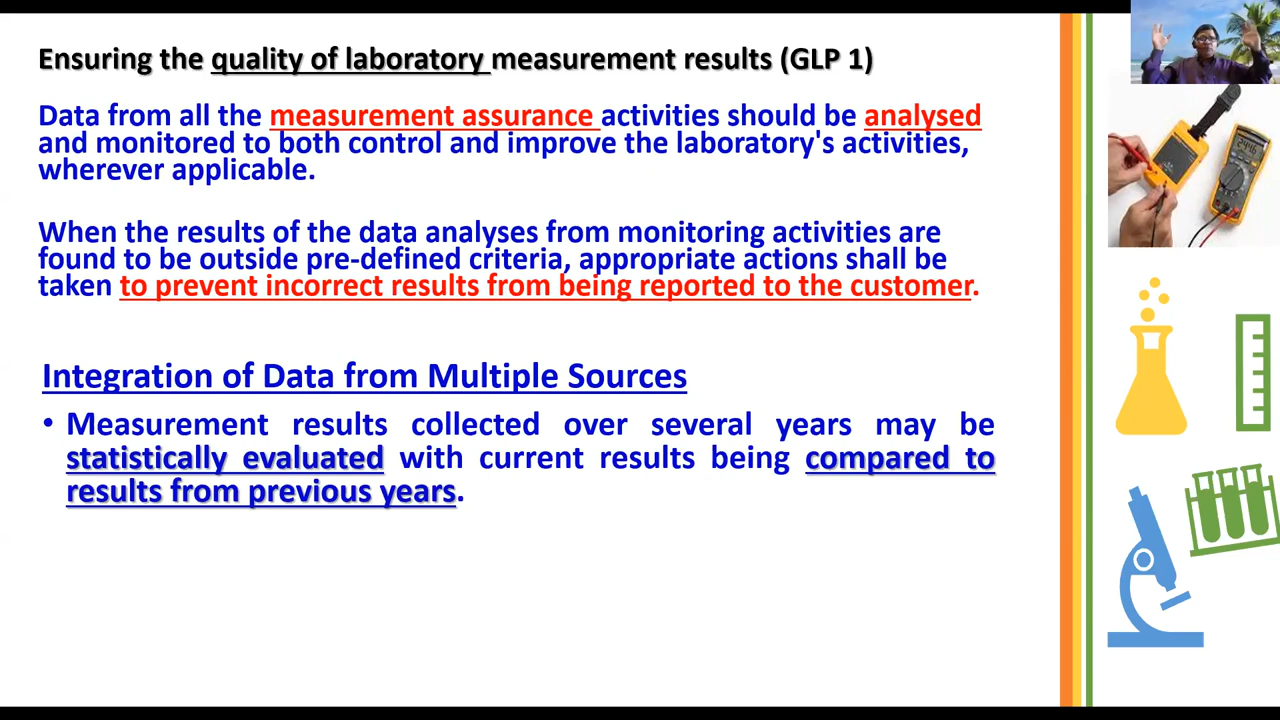 Ensuring the quality of laboratory measurement results (GLP 1)
Data from all the measurement assurance activities should be analysed
and monitored to both control and improve the laboratory's activities,
wherever applicable.
When the results of the data analyses from monitoring activities are
found to be outside pre-defined criteria, appropriate actions shall be
taken to prevent incorrect results from being reported to the customer.
Integration of Data from Multiple Sources
• Measurement results collected over several years may be
statistically evaluated with current results being compared to
results from previous years.